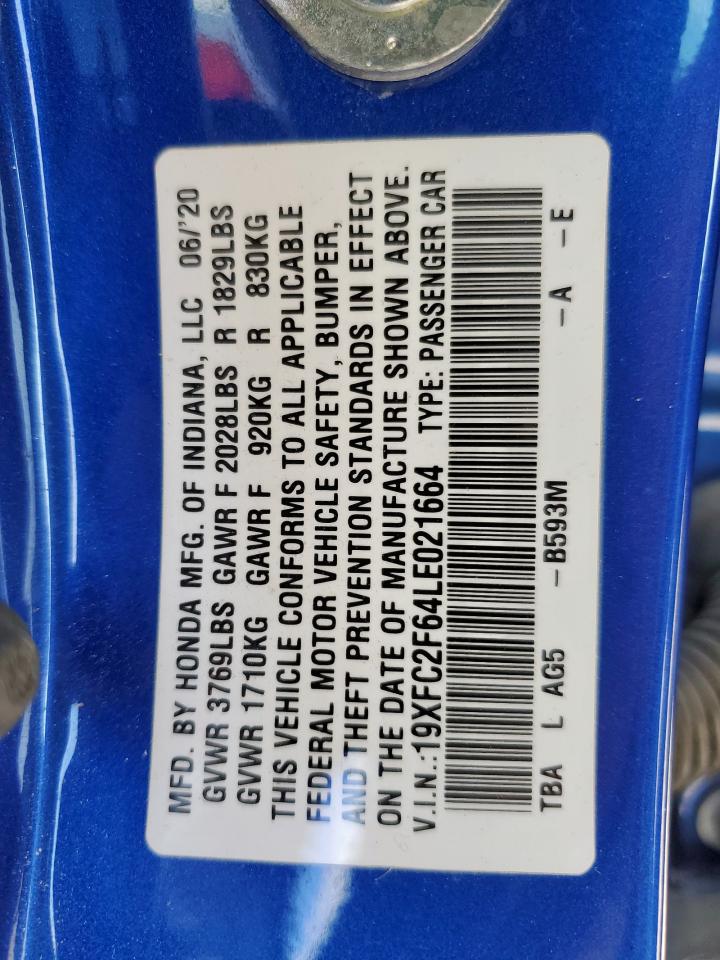 MFD. BY HONDA MFG. OF INDIANA, LLC 06/'20
GVWR 3769LBS GAWR F 2028LBS R 1829LBS
GVWR 1710KG GAWR F 920KG R 830KG
THIS VEHICLE CONFORMS TO ALL APPLICABLE
FEDERAL MOTOR VEHICLE SAFETY, BUMPER,
AND THEFT PREVENTION STANDARDS IN EFFECT
ON THE DATE OF MANUFACTURE SHOWN ABOVE.
V.I.N.:19XFC2F64LE021664 TYPE: PASSENGER CAR
TBA L AG5 -B593M -A -E